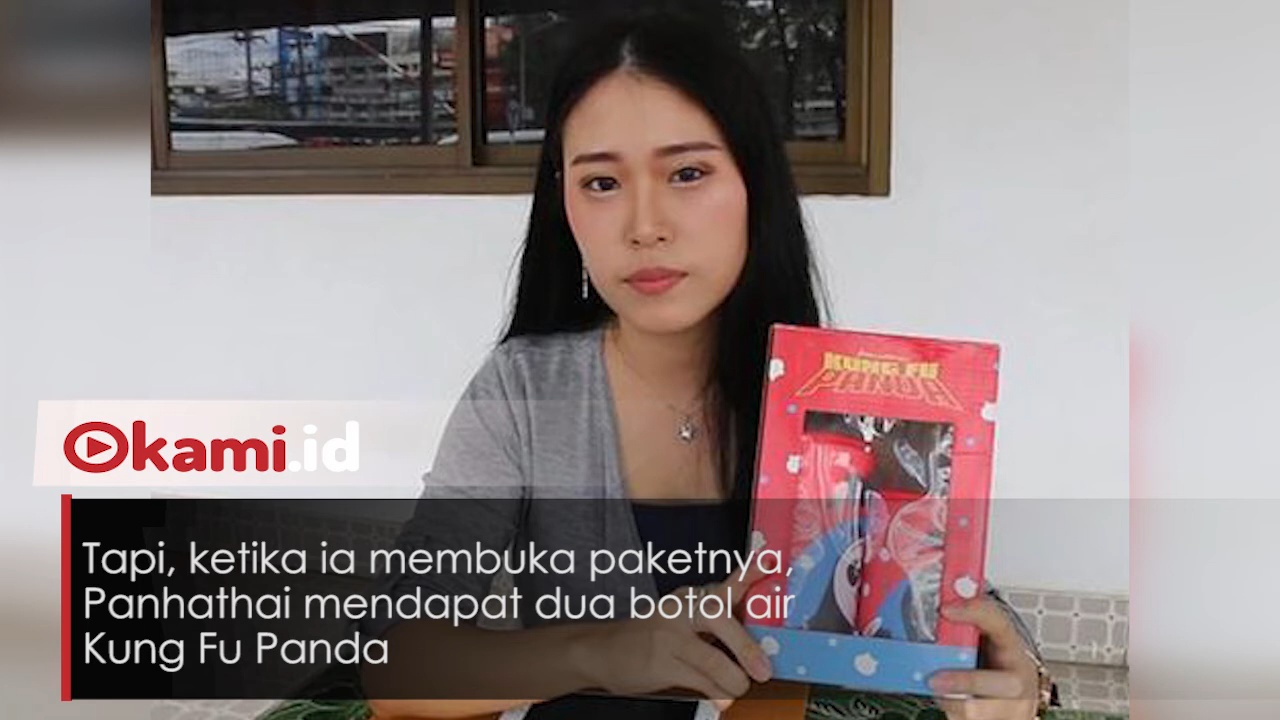 KUNG FU
PANDA
Okami.id
Tapi, ketika ia membuka paketnya,
Panhathai mendapat dua botol air
Kung Fu Panda